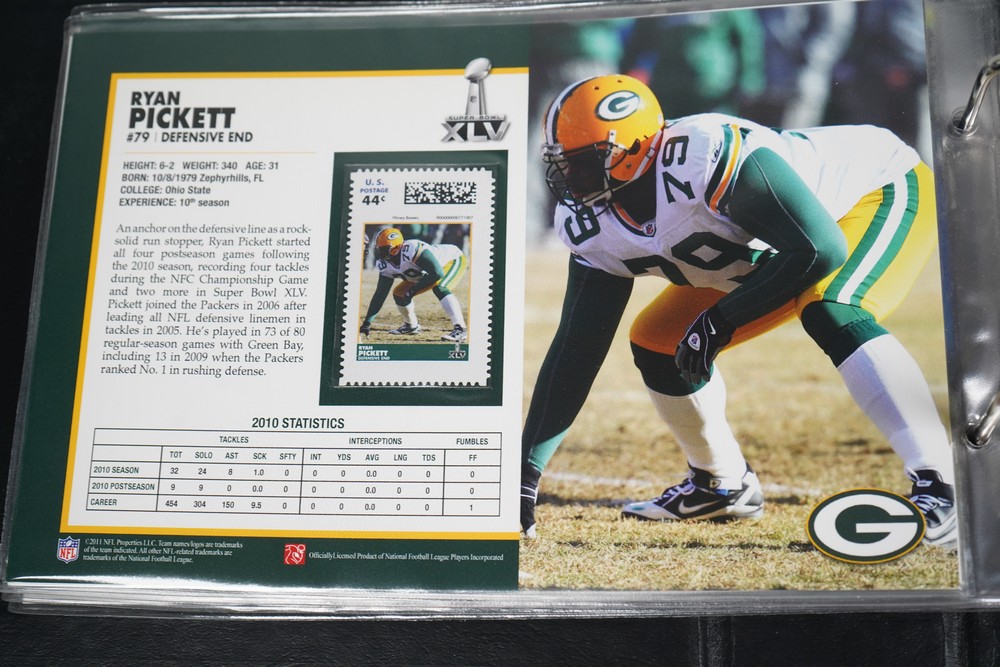 RYAN
PICKETT
#79 | DEFENSIVE END
SUPER BOWL
XLV
HEIGHT: 6-2 WEIGHT: 340 AGE: 31
BORN: 10/8/1979 Zephyrhills, FL
COLLEGE: Ohio State
EXPERIENCE: 10th season
An anchor on the defensive line as a rock-
solid run stopper, Ryan Pickett started
all four postseason games following
the 2010 season, recording four tackles
during the NFC Championship Game
and two more in Super Bowl XLV.
Pickett joined the Packers in 2006 after
leading all NFL defensive linemen in
tackles in 2005. He's played in 73 of 80
regular-season games with Green Bay,
including 13 in 2009 when the Packers
ranked No. 1 in rushing defense.
U.S.
POSTAGE
44¢
RYAN
PICKETT
DEFENSIVE END
XLV
2010 STATISTICS
TACKLES INTERCEPTIONS FUMBLES
TOT SOLO AST SCK SFTY INT YDS AVG LNG TDS FF
2010 SEASON 32 24 8 1.0 0 0 0 0.0 0 0 0
2010 POSTSEASON 9 9 0 0.0 0 0 0 0.0 0 0 0
CAREER 454 304 150 9.5 0 0 0 0.0 0 0 1
NFL
©2011 NFL Properties LLC. Team names/logos are trademarks
of the teams indicated. All other NFL-related trademarks are
trademarks of the National Football League.
Officially Licensed Product of National Football League Players Incorporated
G
79
79
79
G